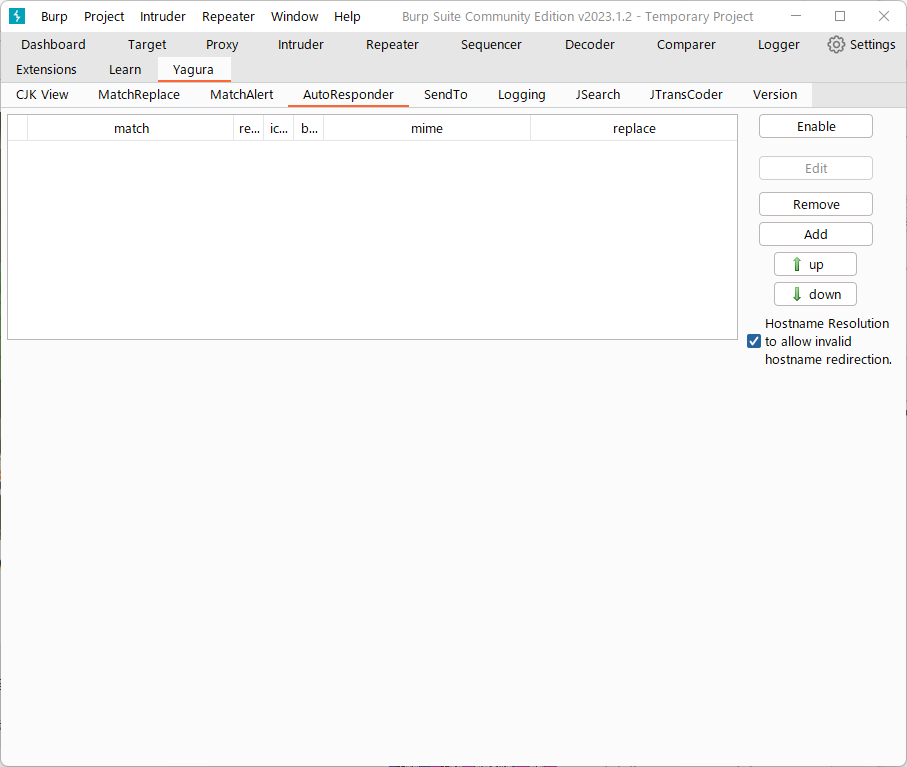 Burp Project Intruder Repeater Window Help Burp Suite Community Edition v2023.1.2 - Temporary Project
Dashboard Target Proxy Intruder Repeater Sequencer Decoder Comparer Logger Settings
Extensions Learn Yagura
CJK View MatchReplace MatchAlert AutoResponder SendTo Logging JSearch JTransCoder Version
match re... ic... b... mime replace
Enable
Edit
Remove
Add
up
down
Hostname Resolution
to allow invalid
hostname redirection.